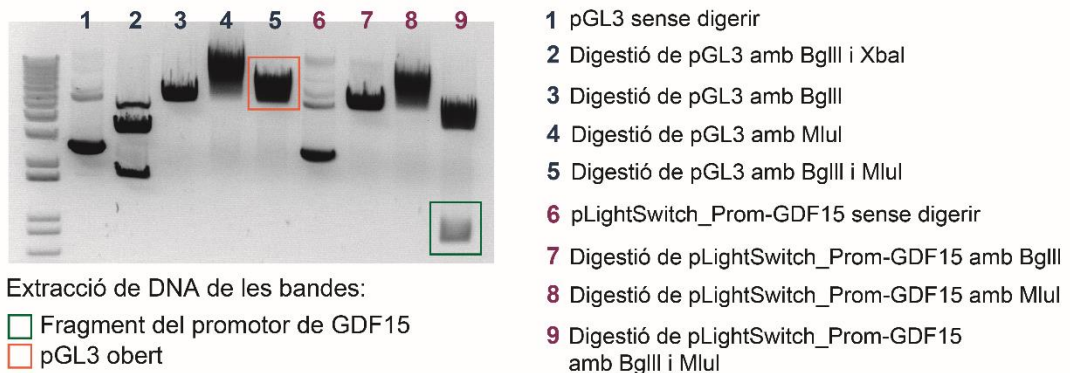 1 2 3 4 5 6 7 8 9
Extracció de DNA de les bandes:
Fragment del promotor de GDF15
pGL3 obert
1 pGL3 sense digerir
2 Digestió de pGL3 amb BglII i XbaI
3 Digestió de pGL3 amb BglII
4 Digestió de pGL3 amb MluI
5 Digestió de pGL3 amb BglII i MluI
6 pLightSwitch_Prom-GDF15 sense digerir
7 Digestió de pLightSwitch_Prom-GDF15 amb BglII
8 Digestió de pLightSwitch_Prom-GDF15 amb MluI
9 Digestió de pLightSwitch_Prom-GDF15
amb BglII i MluI